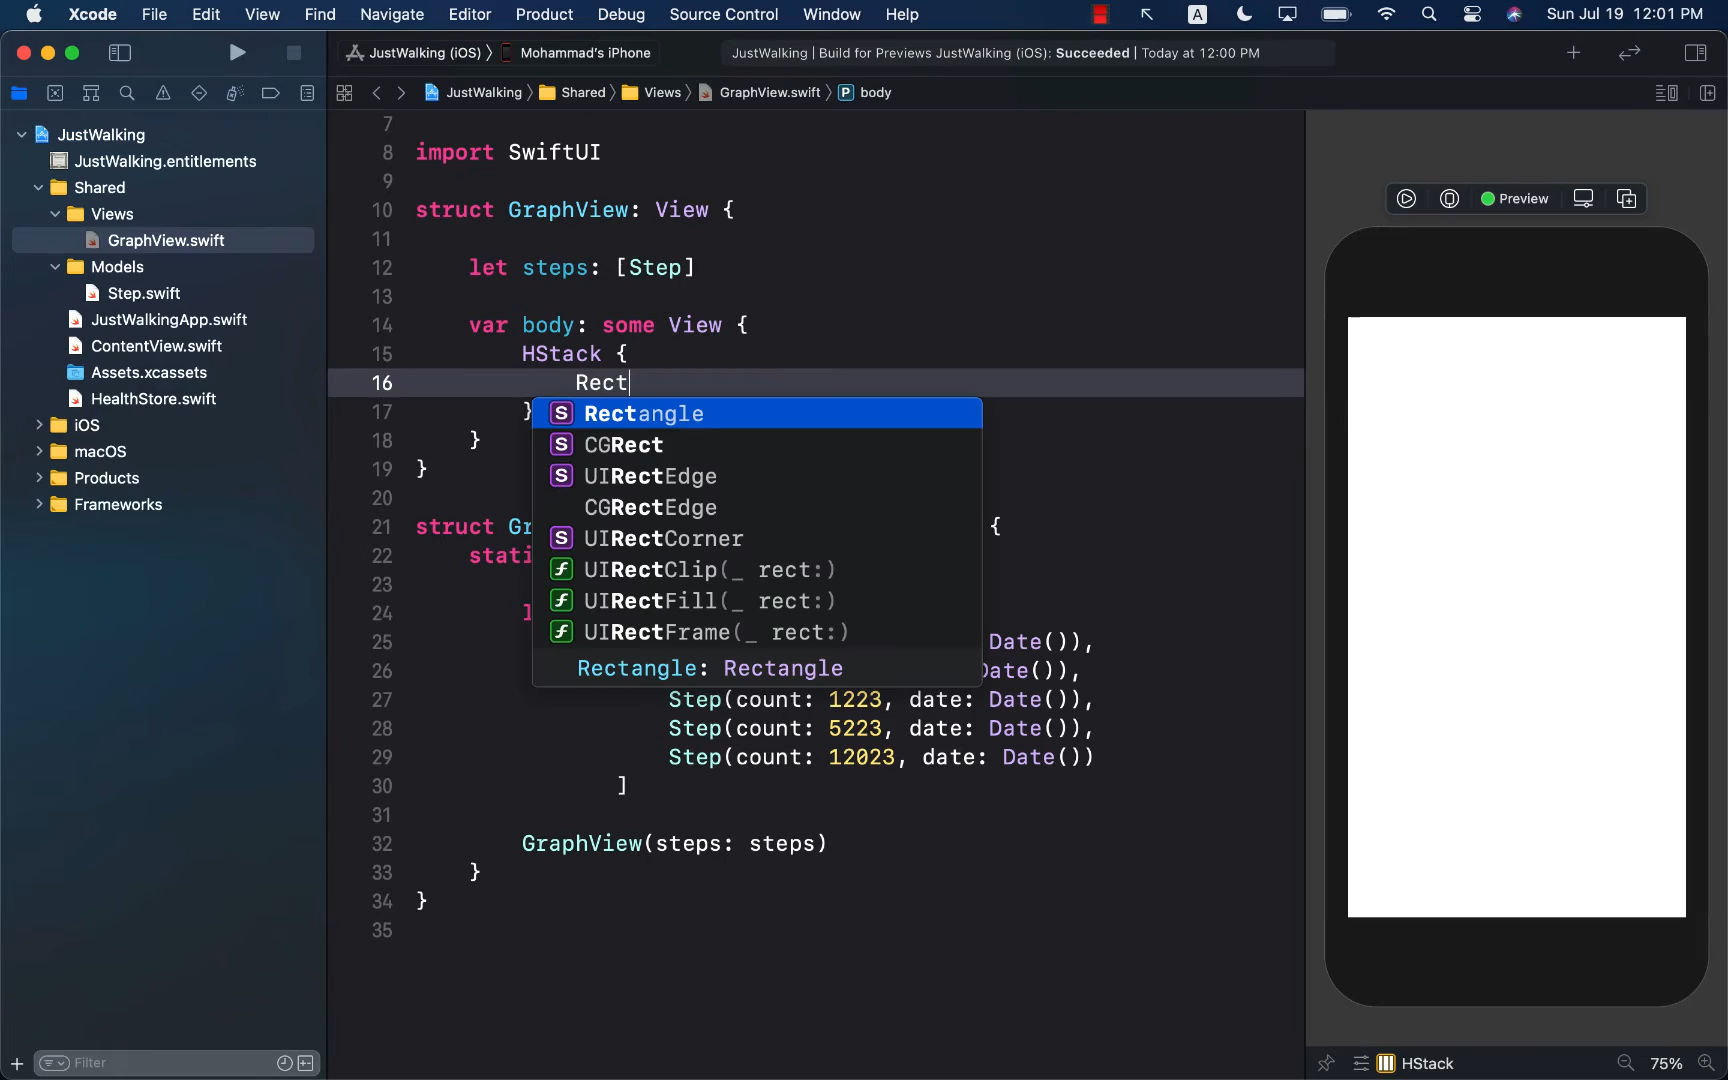 Xcode File Edit View Find Navigate Editor Product Debug Source Control Window Help A Sun Jul 19 12:01 PM
JustWalking (iOS) Mohammad's iPhone JustWalking | Build for Previews JustWalking (iOS): Succeeded | Today at 12:00 PM
JustWalking Shared Views GraphView.swift P body
JustWalking
JustWalking.entitlements
Shared
Views
GraphView.swift
Models
Step.swift
JustWalkingApp.swift
ContentView.swift
Assets.xcassets
HealthStore.swift
iOS
macOS
Products
Frameworks
Filter
7
8 import SwiftUI
9
10 struct GraphView: View {
11
12 let steps: [Step]
13
14 var body: some View {
15 HStack {
16 Rect
17 }
18 }
19 }
20
21 struct Gr {
22 stati
23
24 l
25 Date()),
26 Date()),
27 Step(count: 1223, date: Date()),
28 Step(count: 5223, date: Date()),
29 Step(count: 12023, date: Date())
30 ]
31
32 GraphView(steps: steps)
33 }
34 }
35
S Rectangle
S CGRect
S UIRectEdge
CGRectEdge
S UIRectCorner
f UIRectClip(_ rect:)
f UIRectFill(_ rect:)
f UIRectFrame(_ rect:)
Rectangle: Rectangle
Preview
HStack 75%